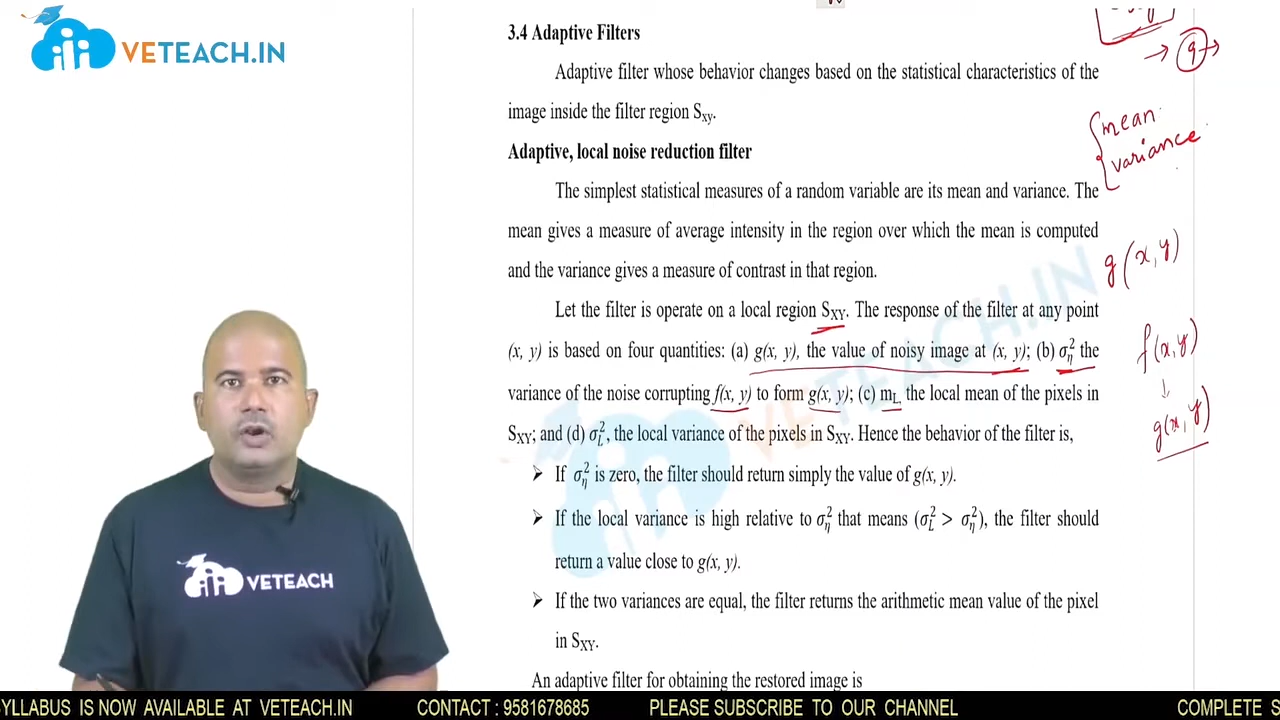 VETEACH.IN
3.4 Adaptive Filters
Adaptive filter whose behavior changes based on the statistical characteristics of the
image inside the filter region Sxy.
Adaptive, local noise reduction filter
The simplest statistical measures of a random variable are its mean and variance. The
mean gives a measure of average intensity in the region over which the mean is computed
and the variance gives a measure of contrast in that region.
Let the filter is operate on a local region SXY. The response of the filter at any point
(x, y) is based on four quantities: (a) g(x, y), the value of noisy image at (x, y); (b) σ²η the
variance of the noise corrupting f(x, y) to form g(x, y); (c) mL, the local mean of the pixels in
SXY; and (d) σ²L, the local variance of the pixels in SXY. Hence the behavior of the filter is,
➢ If σ²η is zero, the filter should return simply the value of g(x, y).
➢ If the local variance is high relative to σ²η that means (σ²L > σ²η), the filter should
return a value close to g(x, y).
➢ If the two variances are equal, the filter returns the arithmetic mean value of the pixel
in SXY.
An adaptive filter for obtaining the restored image is
→ 9 →
mean
variance
g(x,y)
f(x,y)
↓
g(x,y)
VETEACH.IN
VETEACH
SYLLABUS IS NOW AVAILABLE AT VETEACH.IN CONTACT : 9581678685 PLEASE SUBSCRIBE TO OUR CHANNEL COMPLETE S